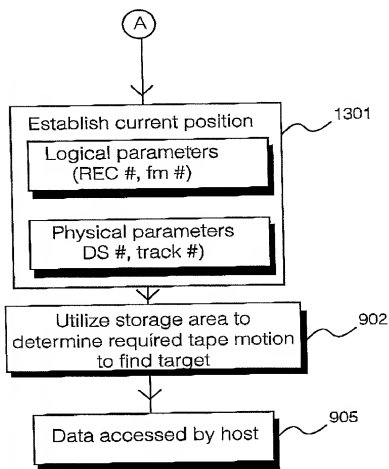 A
Establish current position
1301
Logical parameters
(REC #, fm #)
Physical parameters
DS #, track #)
Utilize storage area to
determine required tape motion
to find target
902
Data accessed by host
905